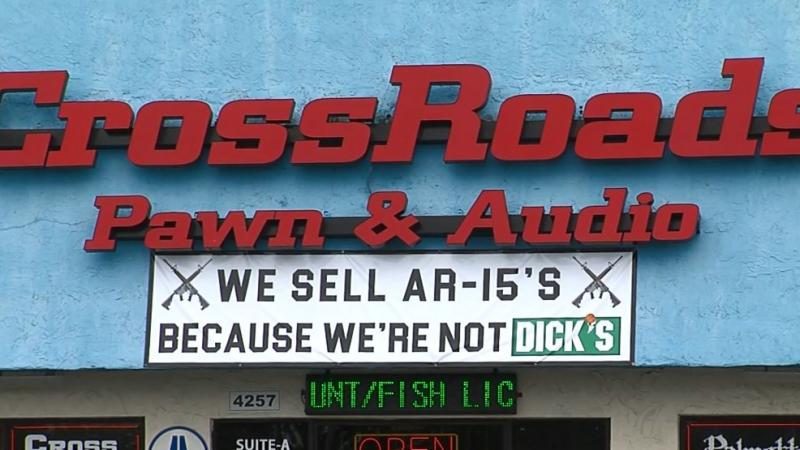 CrossRoads
Pawn & Audio
WE SELL AR-15'S
BECAUSE WE'RE NOT DICK'S
UNT/FISH LIC
4257
CROSS
SUITE-A
OPEN
Palmetto